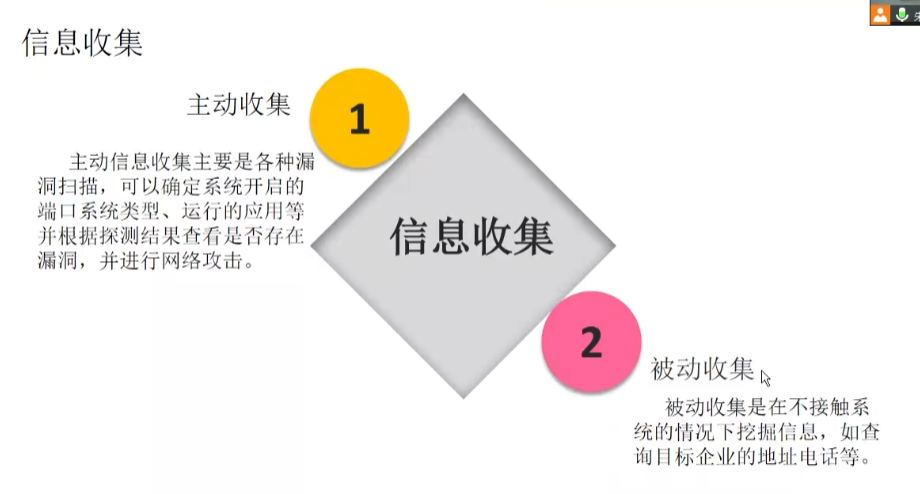 信息收集
主动收集
1
主动信息收集主要是各种漏
洞扫描，可以确定系统开启的
端口系统类型、运行的应用等
并根据探测结果查看是否存在
漏洞，并进行网络攻击。
信息收集
2
被动收集
被动收集是在不接触系
统的情况下挖掘信息，如查
询目标企业的地址电话等。